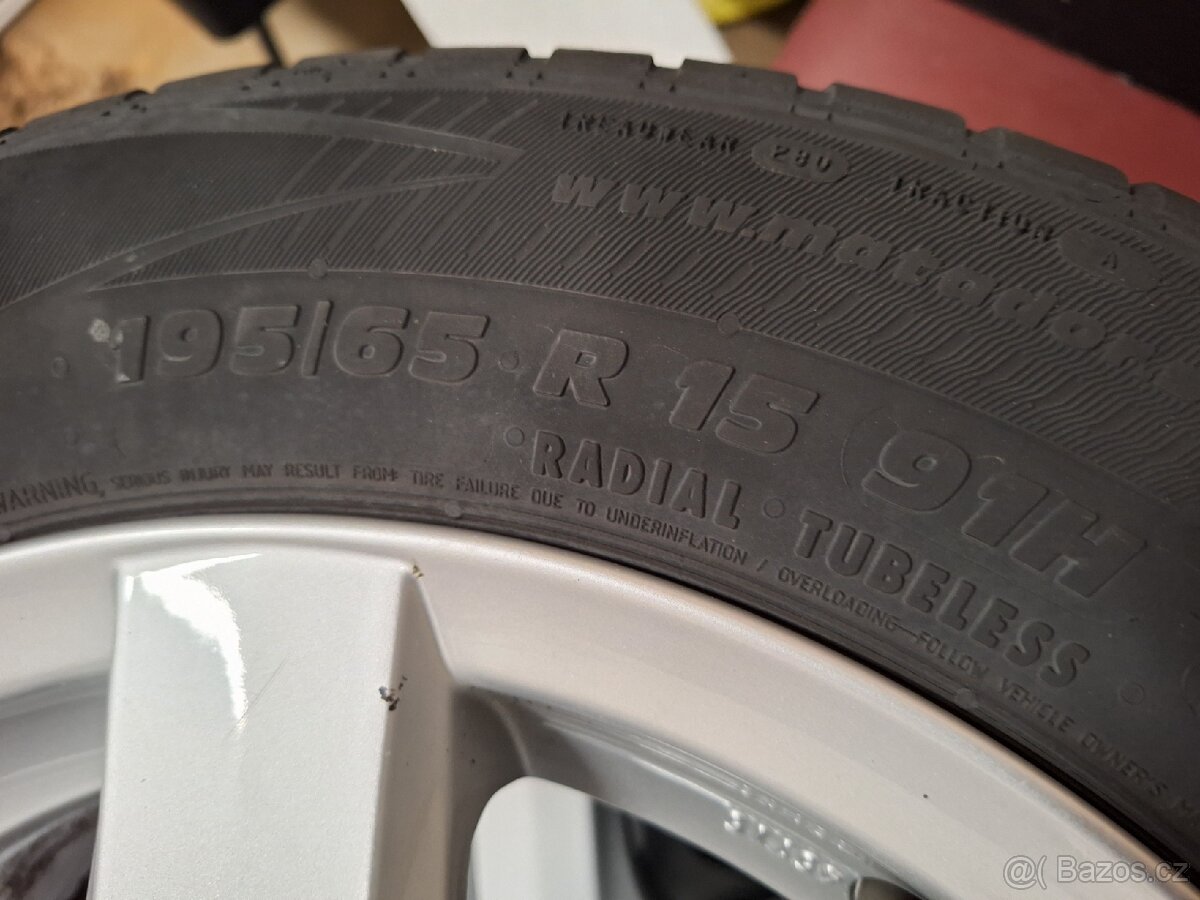 TREADWEAR 280 TRACTION A
www.matador
195/65 R 15 91H
RADIAL TUBELESS
WARNING, SERIOUS INJURY MAY RESULT FROM: TIRE FAILURE DUE TO UNDERINFLATION / OVERLOADING—FOLLOW VEHICLE OWNER'S M
@( Bazos.cz